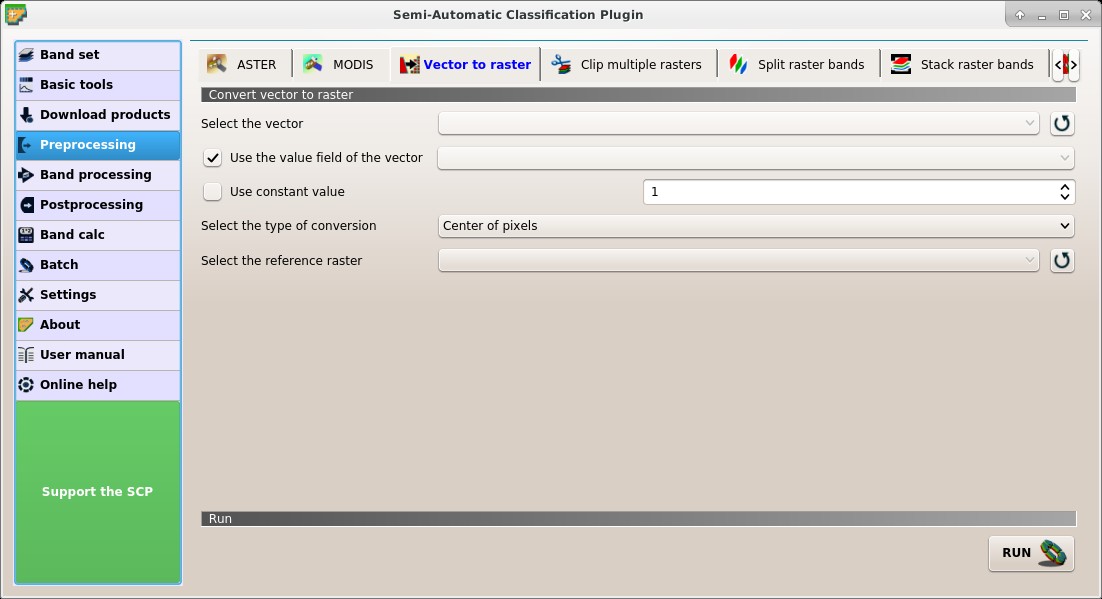 Semi-Automatic Classification Plugin
Band set
Basic tools
Download products
Preprocessing
Band processing
Postprocessing
Band calc
Batch
Settings
About
User manual
Online help
Support the SCP
ASTER MODIS Vector to raster Clip multiple rasters Split raster bands Stack raster bands
Convert vector to raster
Select the vector
Use the value field of the vector
Use constant value 1
Select the type of conversion Center of pixels
Select the reference raster
Run
RUN